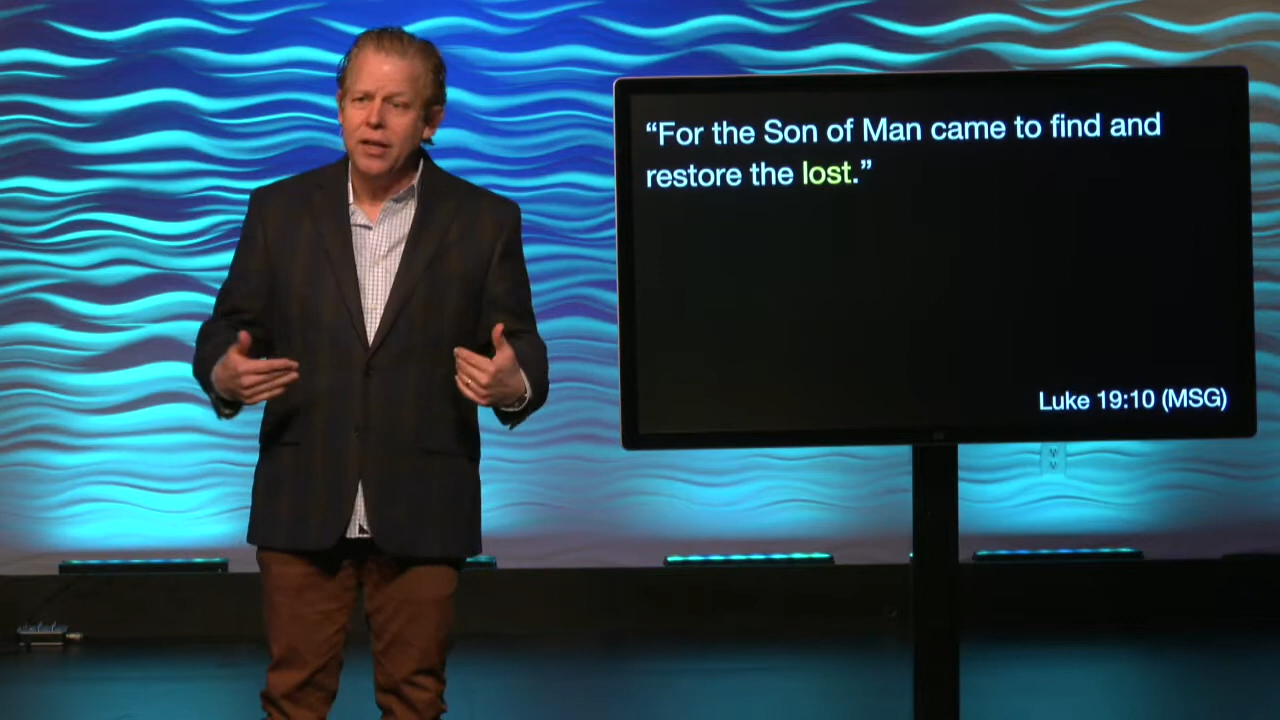 “For the Son of Man came to find and
restore the lost.”
Luke 19:10 (MSG)